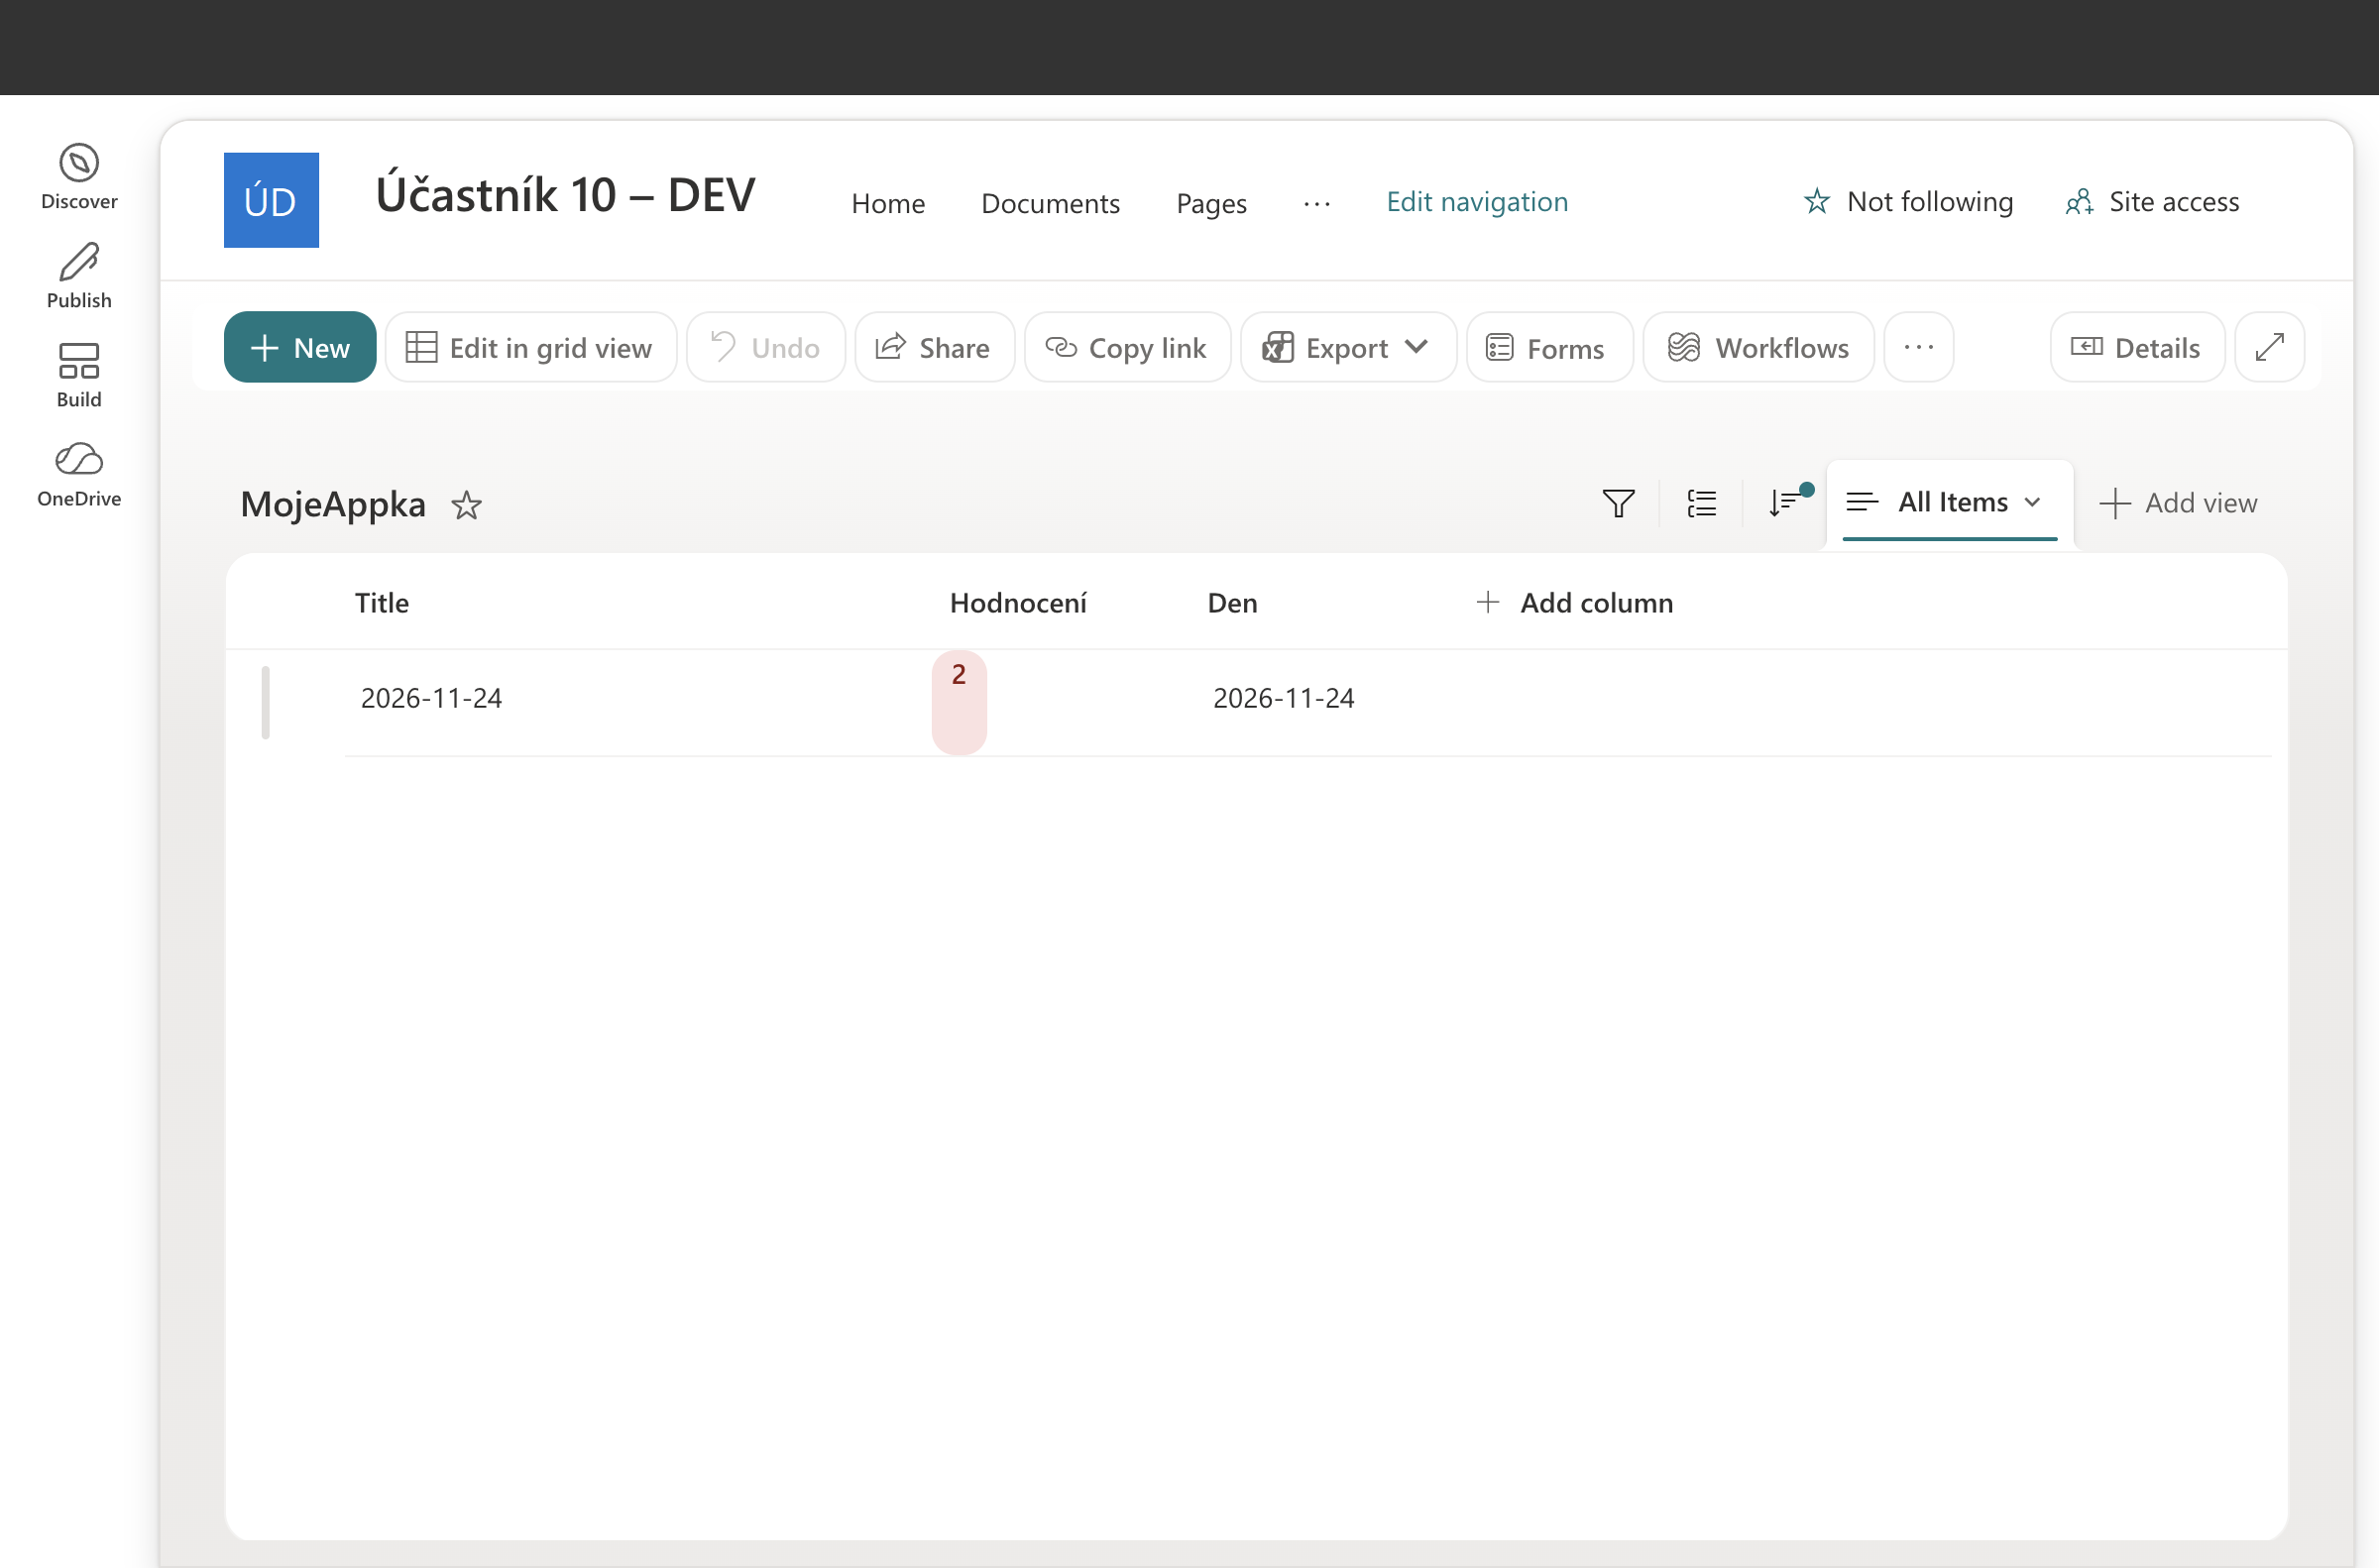 Discover
Publish
Build
OneDrive
ÚD
Účastník 10 – DEV
Home
Documents
Pages
···
Edit navigation
Not following
Site access
New
Edit in grid view
Undo
Share
Copy link
Export
Forms
Workflows
···
Details
MojeAppka
All Items
Add view
Title
Hodnocení
Den
Add column
2026-11-24
2
2026-11-24